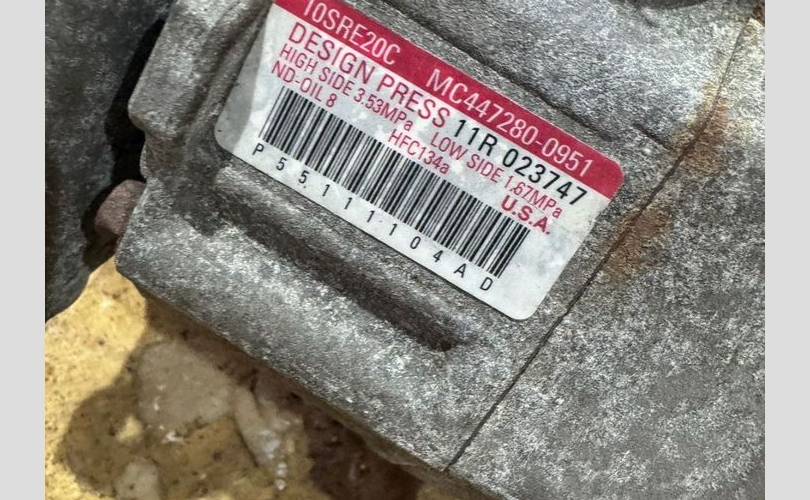 10SRE20C MC447280-0951
DESIGN PRESS 11R 023747
HIGH SIDE 3.53MPa LOW SIDE 1.67MPa
ND-OIL 8 HFC134a U.S.A.
P55111104AD